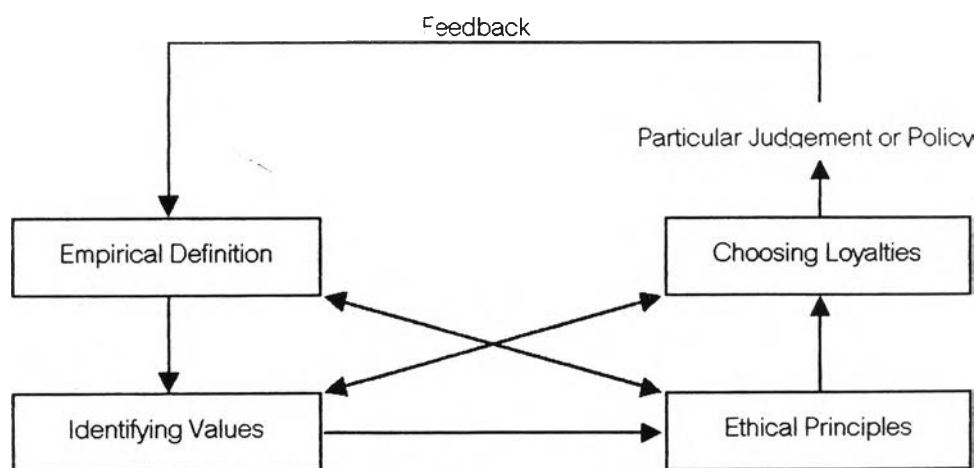 Feedback
Particular Judgement or Policy
Empirical Definition
Choosing Loyalties
Identifying Values
Ethical Principles